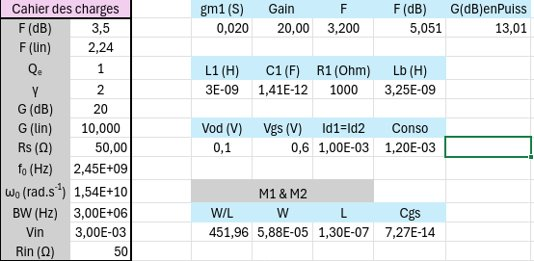 Cahier des charges gm1 (S) Gain F F (dB) G(dB)enPuiss
F (dB) 3,5 0,020 20,00 3,200 5,051 13,01
F (lin) 2,24
Qₑ 1 L1 (H) C1 (F) R1 (Ohm) Lb (H)
γ 2 3E-09 1,41E-12 1000 3,25E-09
G (dB) 20
G (lin) 10,000 Vod (V) Vgs (V) Id1=Id2 Conso
Rs (Ω) 50,00 0,1 0,6 1,00E-03 1,20E-03
f₀ (Hz) 2,45E+09
ω₀ (rad.s⁻¹) 1,54E+10 M1 & M2
BW (Hz) 3,00E+06 W/L W L Cgs
Vin 3,00E-03 451,96 5,88E-05 1,30E-07 7,27E-14
Rin (Ω) 50